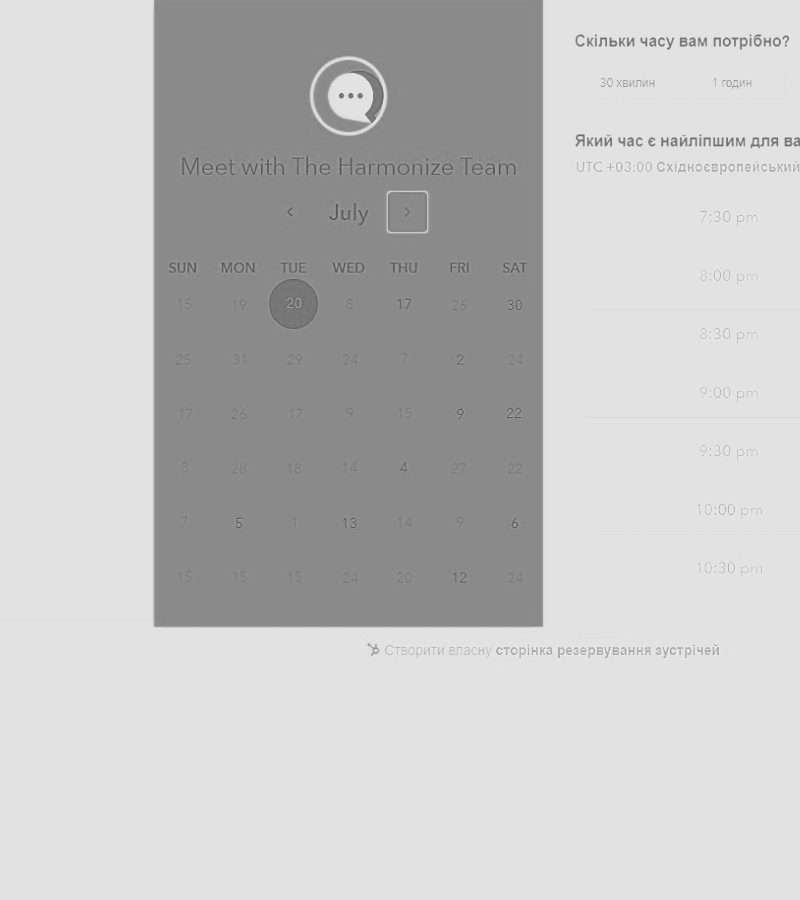 Meet with The Harmonize Team
July
SUN MON TUE WED THU FRI SAT
15 19 20 6 17 26 30
25 31 29 24 7 2 24
17 26 17 9 15 9 22
8 28 18 14 4 27 22
7 5 1 13 14 9 6
15 15 15 24 20 12 24
Скільки часу вам потрібно?
30 хвилин 1 годин
Який час є найліпшим для
UTC +03:00 Східноєвропейський
7:30 pm
8:00 pm
8:30 pm
9:00 pm
9:30 pm
10:00 pm
10:30 pm
Створити власну сторінка резервування зустрічей